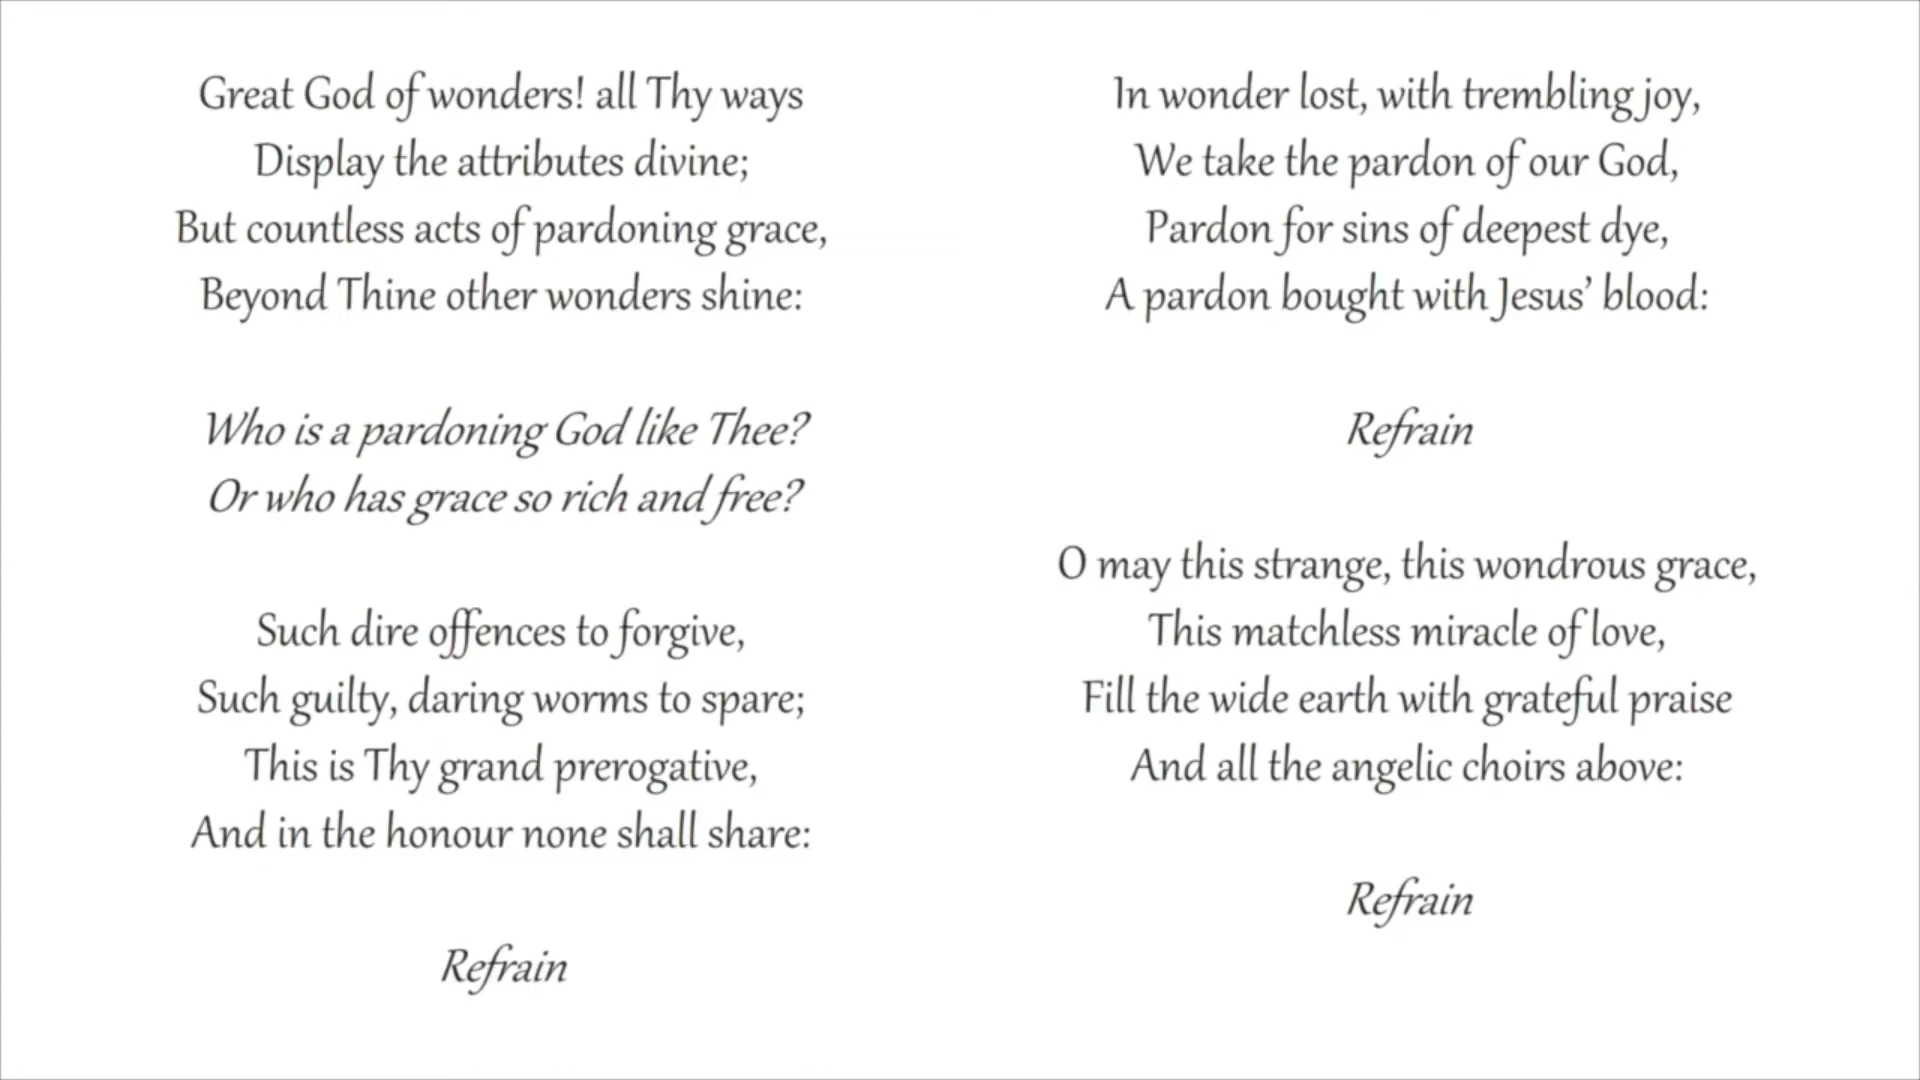 Great God of wonders! all Thy ways
Display the attributes divine;
But countless acts of pardoning grace,
Beyond Thine other wonders shine:
Who is a pardoning God like Thee?
Or who has grace so rich and free?
Such dire offences to forgive,
Such guilty, daring worms to spare;
This is Thy grand prerogative,
And in the honour none shall share:
Refrain
In wonder lost, with trembling joy,
We take the pardon of our God,
Pardon for sins of deepest dye,
A pardon bought with Jesus’ blood:
Refrain
O may this strange, this wondrous grace,
This matchless miracle of love,
Fill the wide earth with grateful praise
And all the angelic choirs above:
Refrain